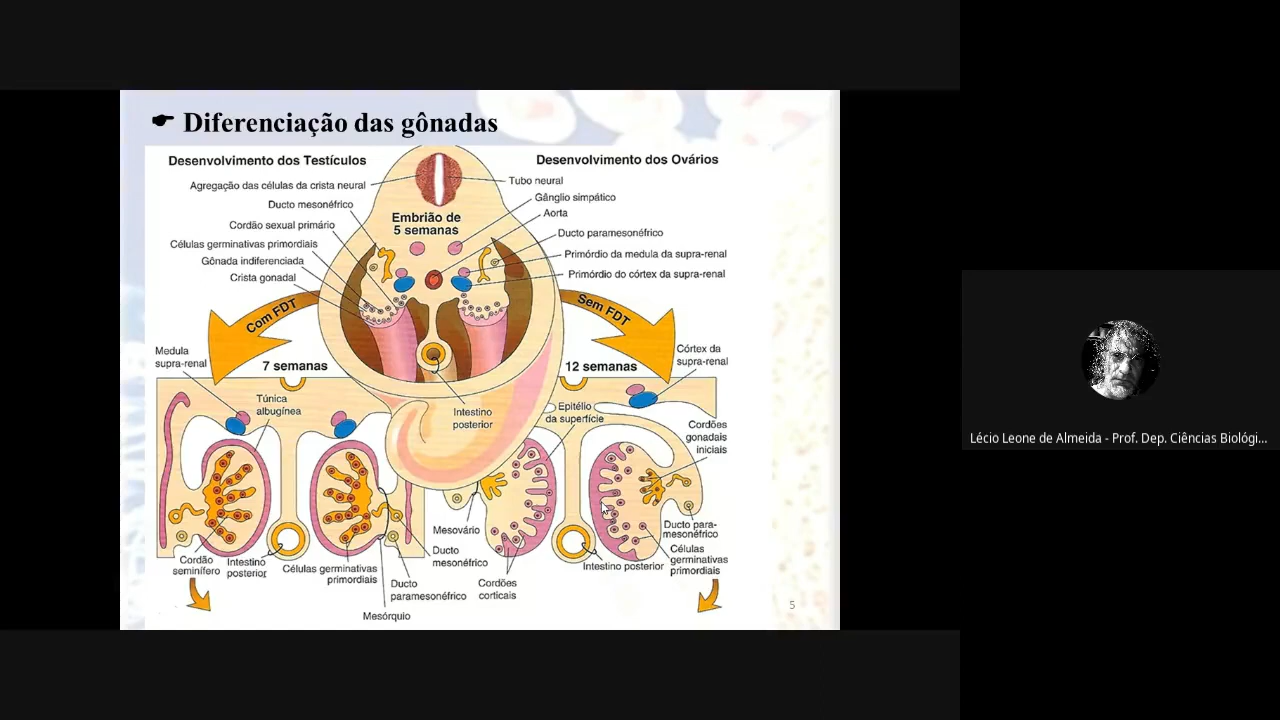 Diferenciação das gônadas
Desenvolvimento dos Testículos
Desenvolvimento dos Ovários
Agregação das células da crista neural
Ducto mesonéfrico
Cordão sexual primário
Células germinativas primordiais
Gônada indiferenciada
Crista gonadal
Embrião de
5 semanas
Tubo neural
Gânglio simpático
Aorta
Ducto paramesonéfrico
Primórdio da medula da supra-renal
Primórdio do córtex da supra-renal
Com FDT
Sem FDT
Medula
supra-renal
7 semanas
Túnica
albugínea
Intestino
posterior
12 semanas
Epitélio
da superfície
Córtex da
supra-renal
Cordões
gonadais
iniciais
Cordão
seminífero
Intestino
posterior
Células germinativas
primordiais
Mesórquio
Ducto
paramesonéfrico
Ducto
mesonéfrico
Mesovário
Cordões
corticais
Intestino posterior
Ducto para-
mesonéfrico
Células
germinativas
primordiais
5
Lécio Leone de Almeida - Prof. Dep. Ciências Biológi...